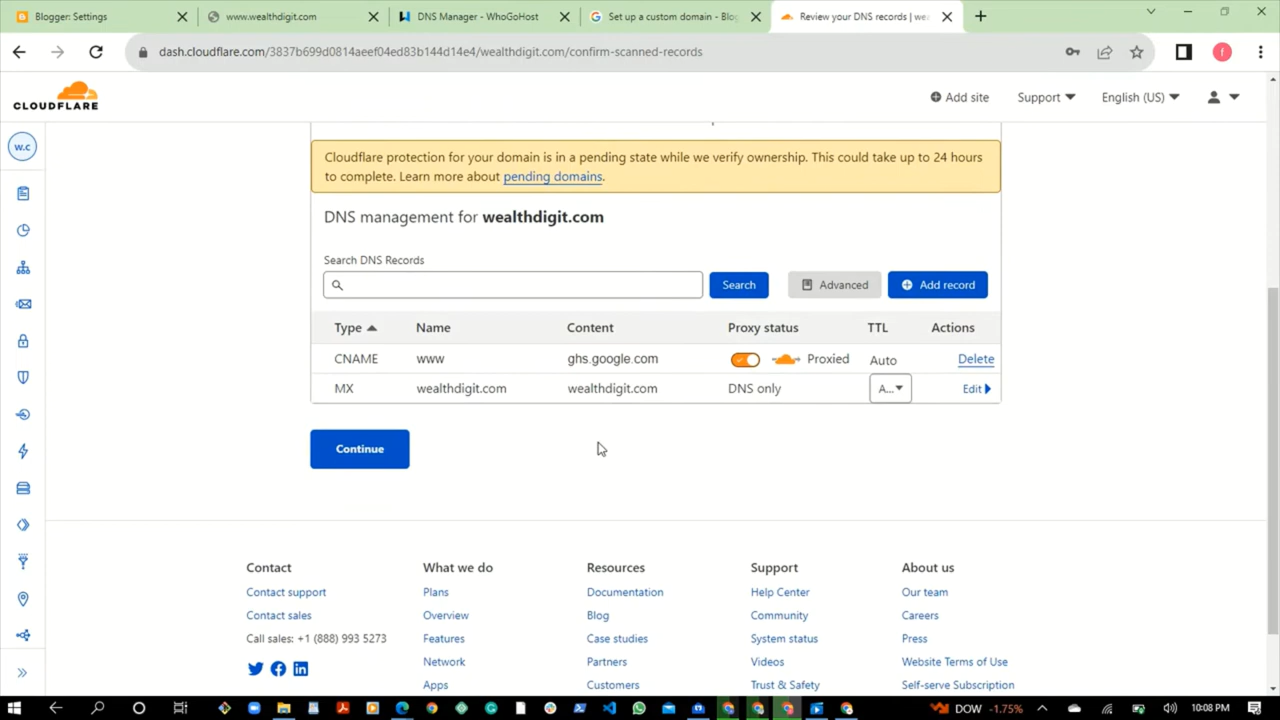 Blogger: Settings
www.wealthdigit.com
DNS Manager - WhoGoHost
Set up a custom domain - Blog
Review your DNS records | wea
dash.cloudflare.com/3837b699d0814aeef04ed83b144d14e4/wealthdigit.com/confirm-scanned-records
CLOUDFLARE
Add site
Support
English (US)
w.c
Cloudflare protection for your domain is in a pending state while we verify ownership. This could take up to 24 hours
to complete. Learn more about pending domains.
DNS management for wealthdigit.com
Search DNS Records
Search
Advanced
Add record
Type Name Content Proxy status TTL Actions
CNAME www ghs.google.com Proxied Auto Delete
MX wealthdigit.com wealthdigit.com DNS only A... Edit
Continue
Contact
Contact support
Contact sales
Call sales: +1 (888) 993 5273
What we do
Plans
Overview
Features
Network
Apps
Resources
Documentation
Blog
Case studies
Partners
Customers
Support
Help Center
Community
System status
Videos
Trust & Safety
About us
Our team
Careers
Press
Website Terms of Use
Self-serve Subscription
DOW -1.75%
10:08 PM